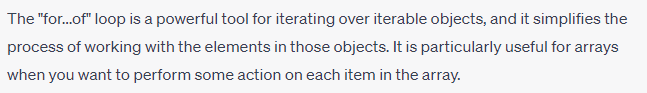 The "for...of" loop is a powerful tool for iterating over iterable objects, and it simplifies the
process of working with the elements in those objects. It is particularly useful for arrays
when you want to perform some action on each item in the array.